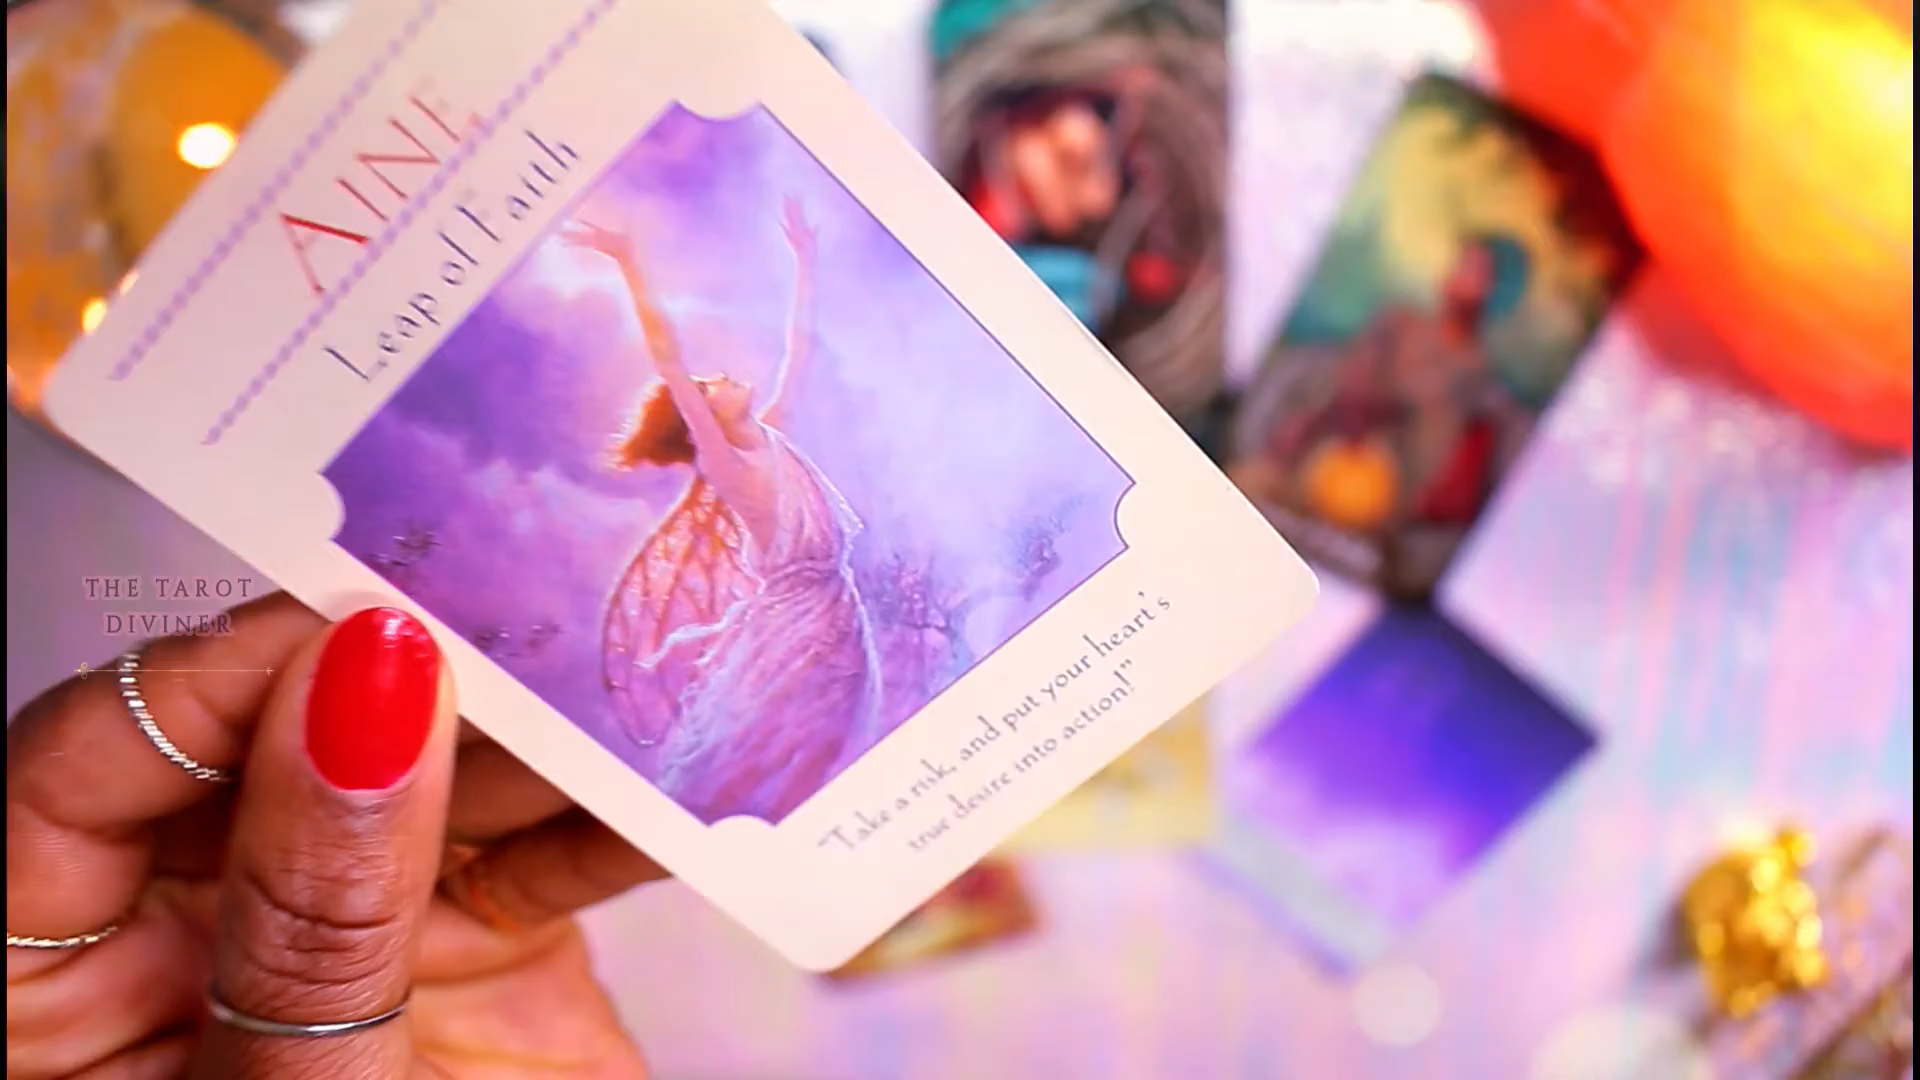 AINE
Leap of Faith
"Take a risk, and put your heart's
true desire into action!"
THE TAROT
DIVINER